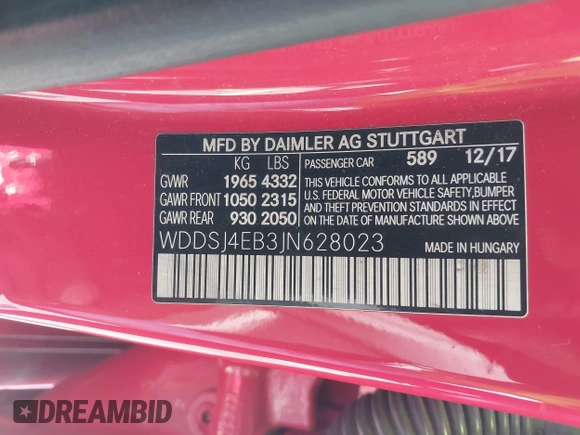 MFD BY DAIMLER AG STUTTGART
KG LBS PASSENGER CAR 589 12/17
GVWR 1965 4332
GAWR FRONT 1050 2315
GAWR REAR 930 2050
THIS VEHICLE CONFORMS TO ALL APPLICABLE
U.S. FEDERAL MOTOR VEHICLE SAFETY, BUMPER
AND THEFT PREVENTION STANDARDS IN EFFECT
ON THE DATE OF MANUFACTURE SHOWN ABOVE.
WDDSJ4EB3JN628023 MADE IN HUNGARY
DREAMBID